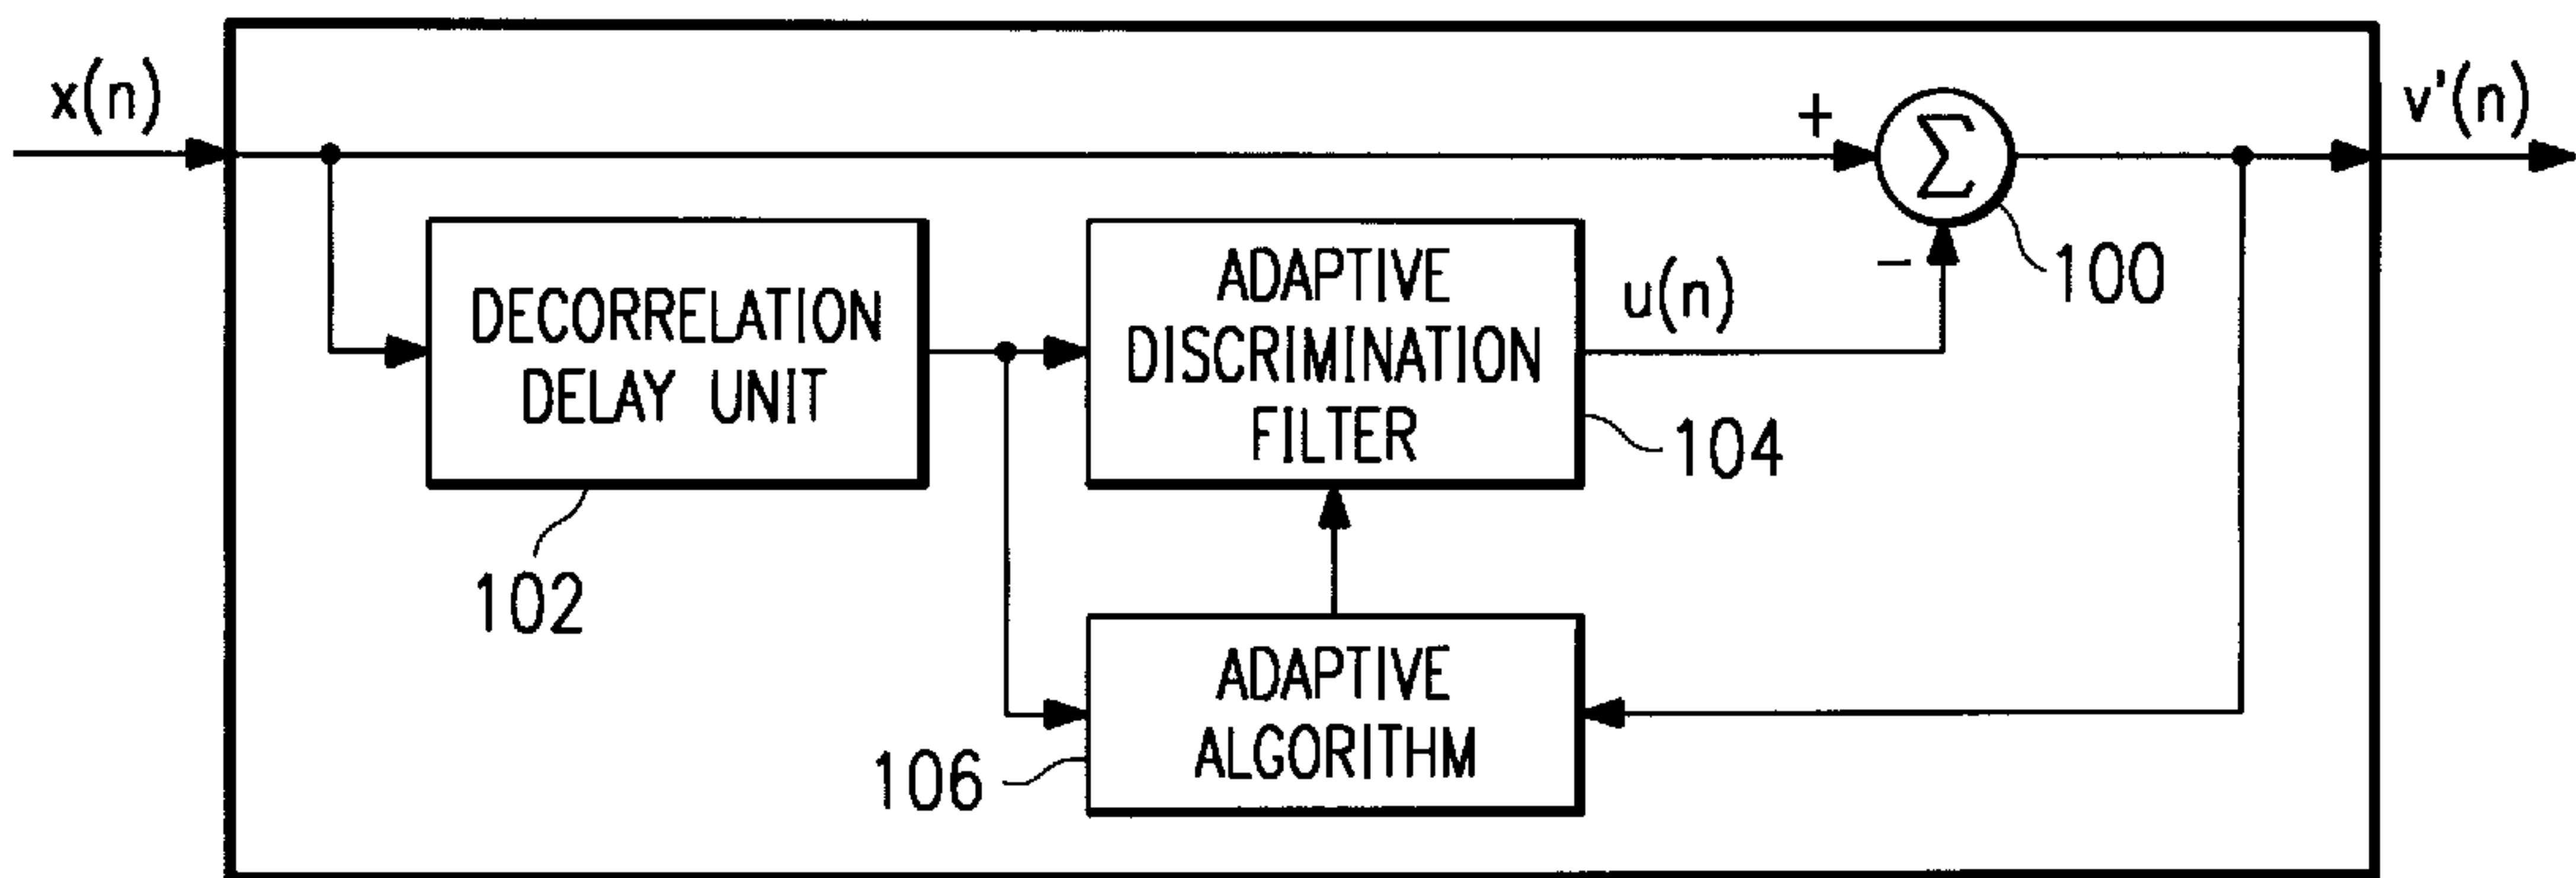 x(n)
v'(n)
+
Σ
100
-
u(n)
DECORRELATION
DELAY UNIT
102
ADAPTIVE
DISCRIMINATION
FILTER
104
ADAPTIVE
ALGORITHM
106